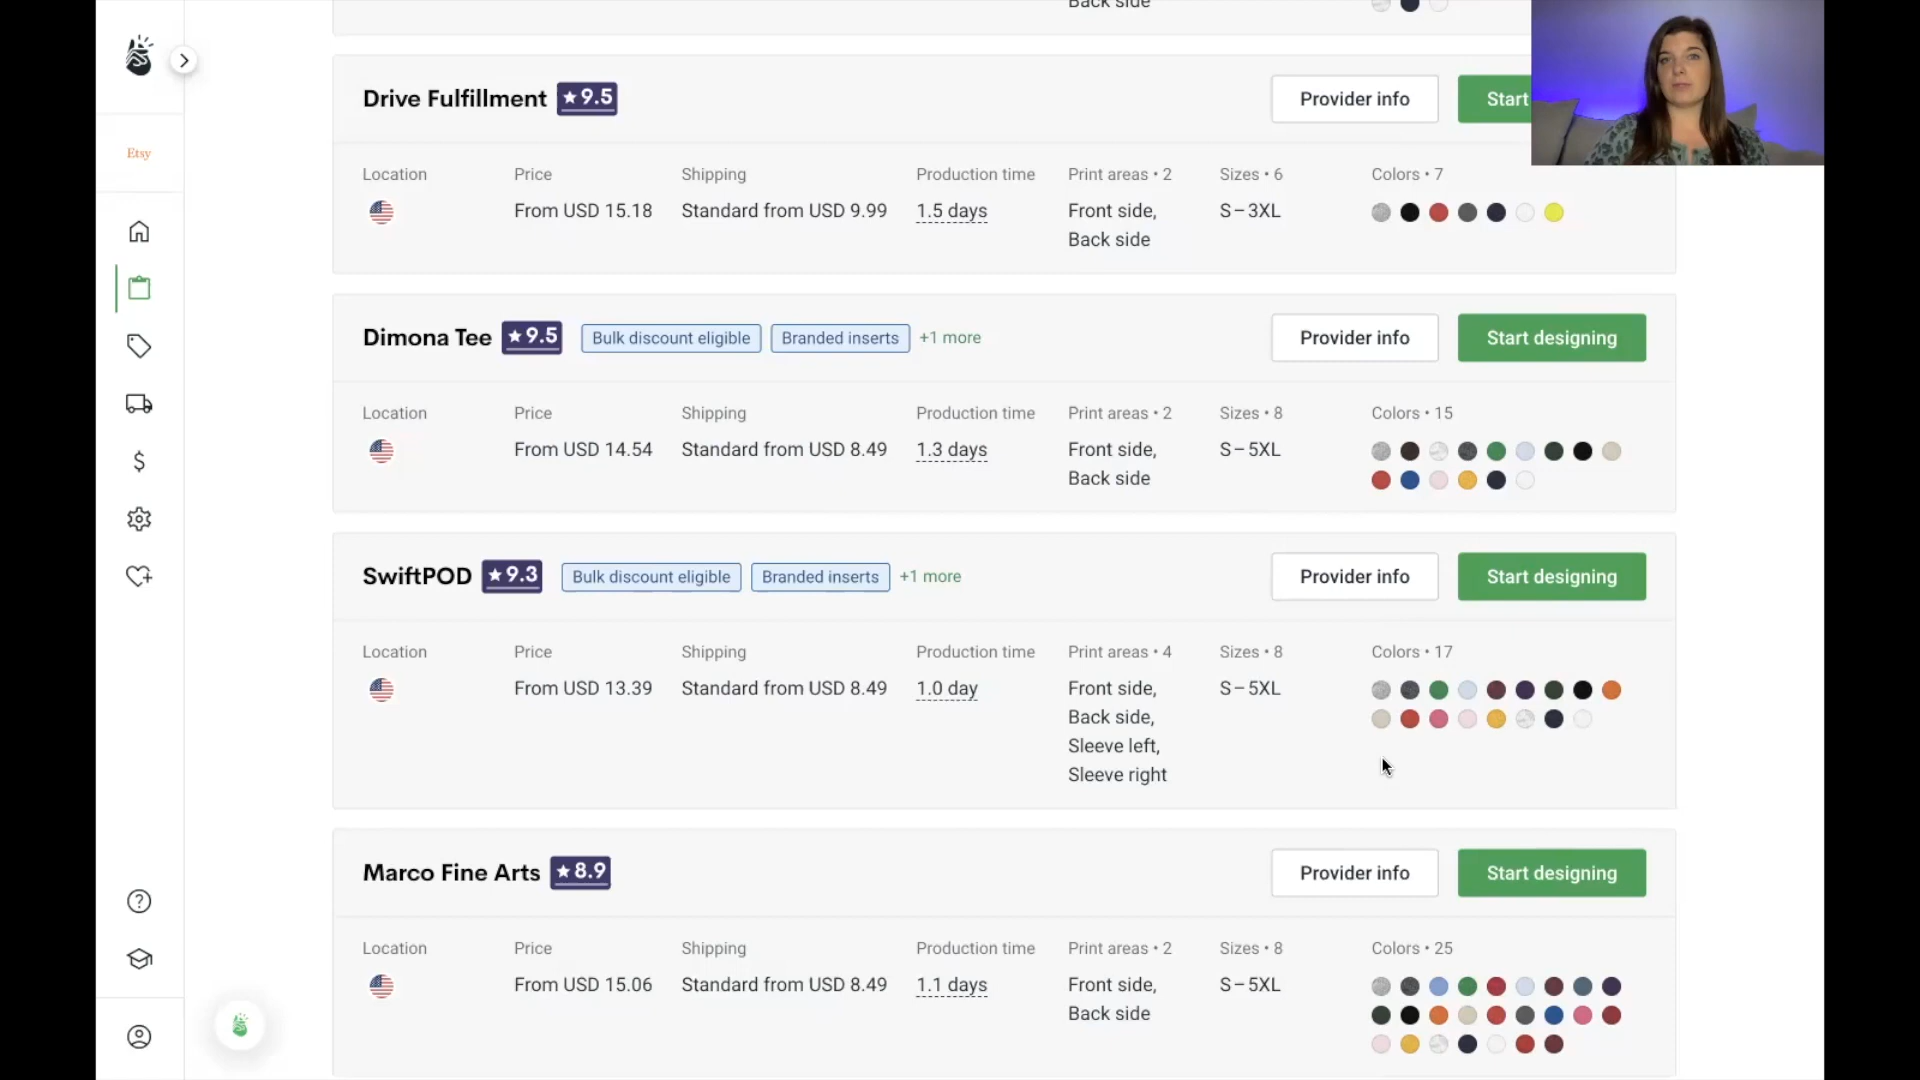 Back side
Drive Fulfillment ★ 9.5
Provider info
Start
Etsy
Location Price Shipping Production time Print areas • 2 Sizes • 6 Colors • 7
From USD 15.18 Standard from USD 9.99 1.5 days Front side, S – 3XL
Back side
Dimona Tee ★ 9.5 Bulk discount eligible Branded inserts +1 more
Provider info
Start designing
Location Price Shipping Production time Print areas • 2 Sizes • 8 Colors • 15
From USD 14.54 Standard from USD 8.49 1.3 days Front side, S – 5XL
Back side
SwiftPOD ★ 9.3 Bulk discount eligible Branded inserts +1 more
Provider info
Start designing
Location Price Shipping Production time Print areas • 4 Sizes • 8 Colors • 17
From USD 13.39 Standard from USD 8.49 1.0 day Front side, S – 5XL
Back side,
Sleeve left,
Sleeve right
Marco Fine Arts ★ 8.9
Provider info
Start designing
Location Price Shipping Production time Print areas • 2 Sizes • 8 Colors • 25
From USD 15.06 Standard from USD 8.49 1.1 days Front side, S – 5XL
Back side